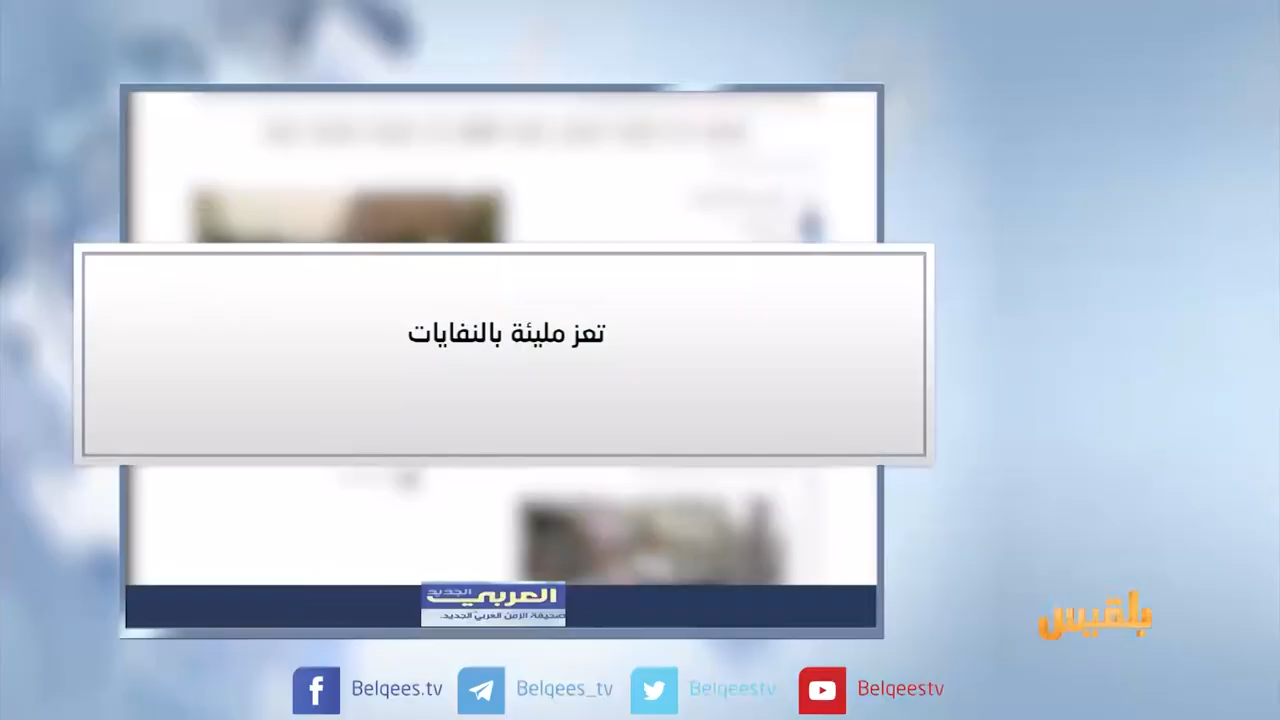 تعز مليئة بالنفايات
العربي الجديد
صحيفة الزمن العربي الجديد.
بلقيس
Belqees.tv
Belqees_tv
Belqeestv
Belqeestv